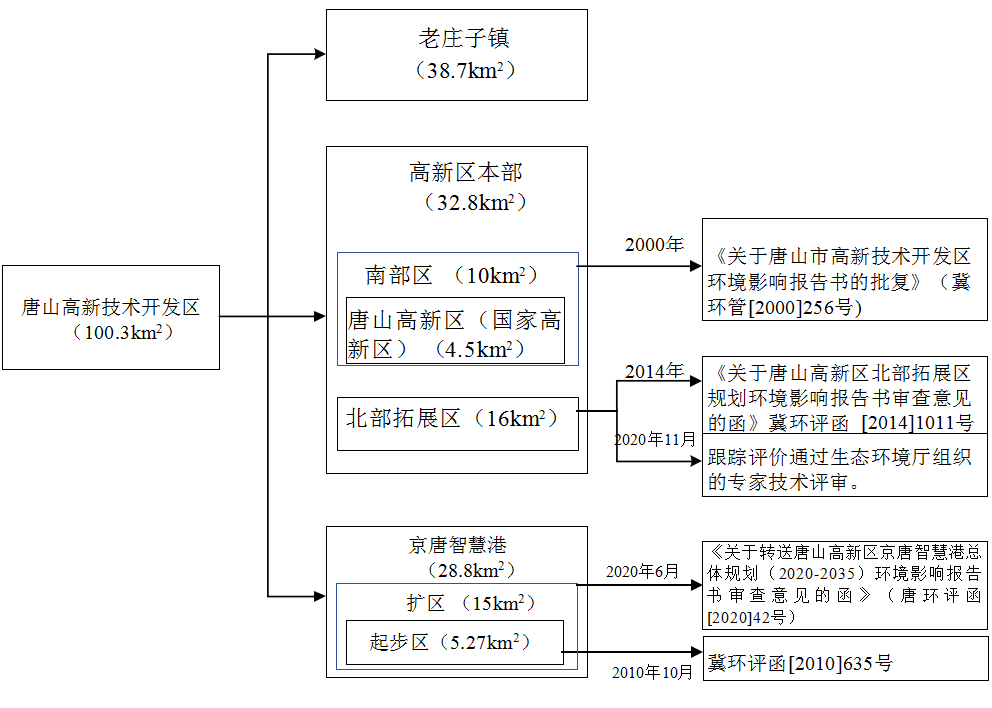 老庄子镇
（38.7km²）
高新区本部
（32.8km²）
南部区 （10km²）
唐山高新区（国家高
新区）（4.5km²）
北部拓展区（16km²）
唐山高新技术开发区
（100.3km²）
2000年
《关于唐山市高新技术开发区
环境影响报告书的批复》（冀
环管[2000]256号)
2014年
《关于唐山高新区北部拓展区
规划环境影响报告书审查意见
的函》冀环评函 [2014]1011号
2020年11月
跟踪评价通过生态环境厅组织
的专家技术评审。
京唐智慧港
（28.8km²）
扩区 （15km²）
起步区（5.27km²）
2020年6月
《关于转送唐山高新区京唐智慧港总
体规划（2020-2035）环境影响报告
书审查意见的函》（唐环评函
[2020]42号）
2010年10月
冀环评函[2010]635号